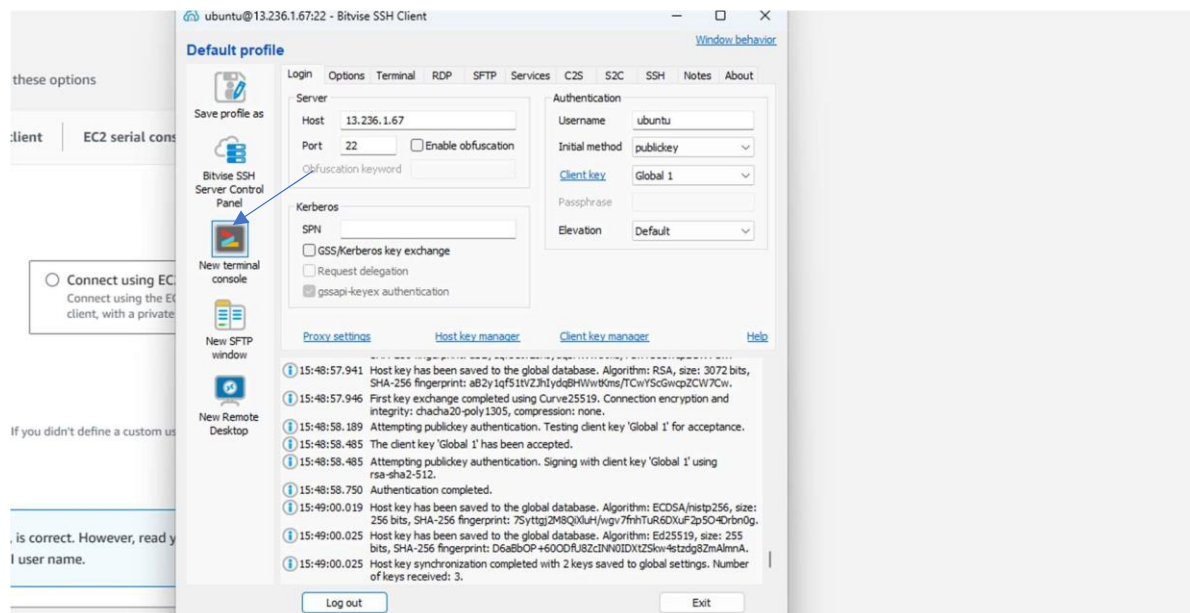 ubuntu@13.236.1.67:22 - Bitvise SSH Client
Default profile
Window behavior
these options
client
EC2 serial cons
Connect using EC
Connect using the E
client, with a private
If you didn't define a custom us
, is correct. However, read y
l user name.
Save profile as
Bitvise SSH
Server Control
Panel
New terminal
console
New SFTP
window
New Remote
Desktop
Login Options Terminal RDP SFTP Services C2S S2C SSH Notes About
Server
Host 13.236.1.67
Port 22 Enable obfuscation
Obfuscation keyword
Kerberos
SPN
GSS/Kerberos key exchange
Request delegation
gssapi-keyex authentication
Authentication
Username ubuntu
Initial method publickey
Client key Global 1
Passphrase
Elevation Default
Proxy settings Host key manager Client key manager Help
15:48:57.941 Host key has been saved to the global database. Algorithm: RSA, size: 3072 bits,
SHA-256 fingerprint: aB2y1qf51tVZJhIydqBHWwtKms/TCwYScGwcpZCW7Cw.
15:48:57.946 First key exchange completed using Curve25519. Connection encryption and
integrity: chacha20-poly1305, compression: none.
15:48:58.189 Attempting publickey authentication. Testing client key 'Global 1' for acceptance.
15:48:58.485 The client key 'Global 1' has been accepted.
15:48:58.485 Attempting publickey authentication. Signing with client key 'Global 1' using
rsa-sha2-512.
15:48:58.750 Authentication completed.
15:49:00.019 Host key has been saved to the global database. Algorithm: ECDSA/nistp256, size:
256 bits, SHA-256 fingerprint: 7Syttgj2M8QiXluH/wgv7fnhTuR6DXuF2p5O4Drbn0g.
15:49:00.025 Host key has been saved to the global database. Algorithm: Ed25519, size: 255
bits, SHA-256 fingerprint: D6aBbOP+60ODfU8ZcINN0IDXtZSkw4stzdg8ZmAlmnA.
15:49:00.025 Host key synchronization completed with 2 keys saved to global settings. Number
of keys received: 3.
Log out
Exit